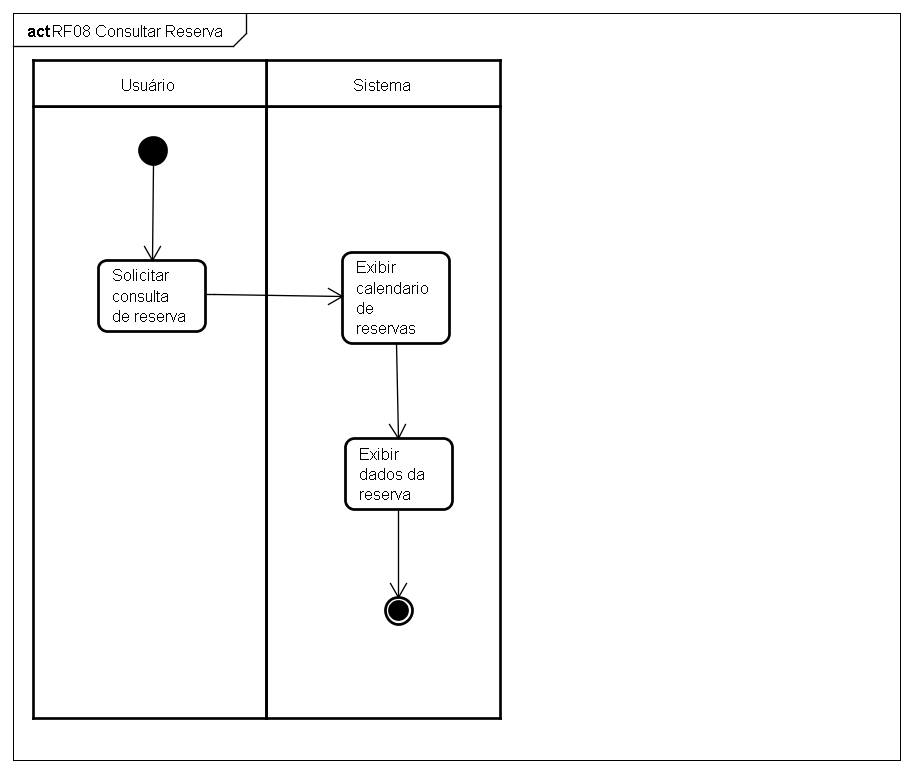 act RF08 Consultar Reserva
Usuário
Sistema
Solicitar
consulta
de reserva
Exibir
calendario
de
reservas
Exibir
dados da
reserva